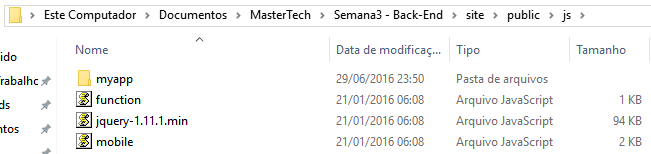 Este Computador > Documentos > MasterTech > Semana3 - Back-End > site > public > js >
Nome Data de modificaç... Tipo Tamanho
ido
myapp 29/06/2016 23:50 Pasta de arquivos
Trabalho function 21/01/2016 06:08 Arquivo JavaScript 1 KB
ds jquery-1.11.1.min 21/01/2016 06:08 Arquivo JavaScript 94 KB
ntos mobile 21/01/2016 06:08 Arquivo JavaScript 2 KB